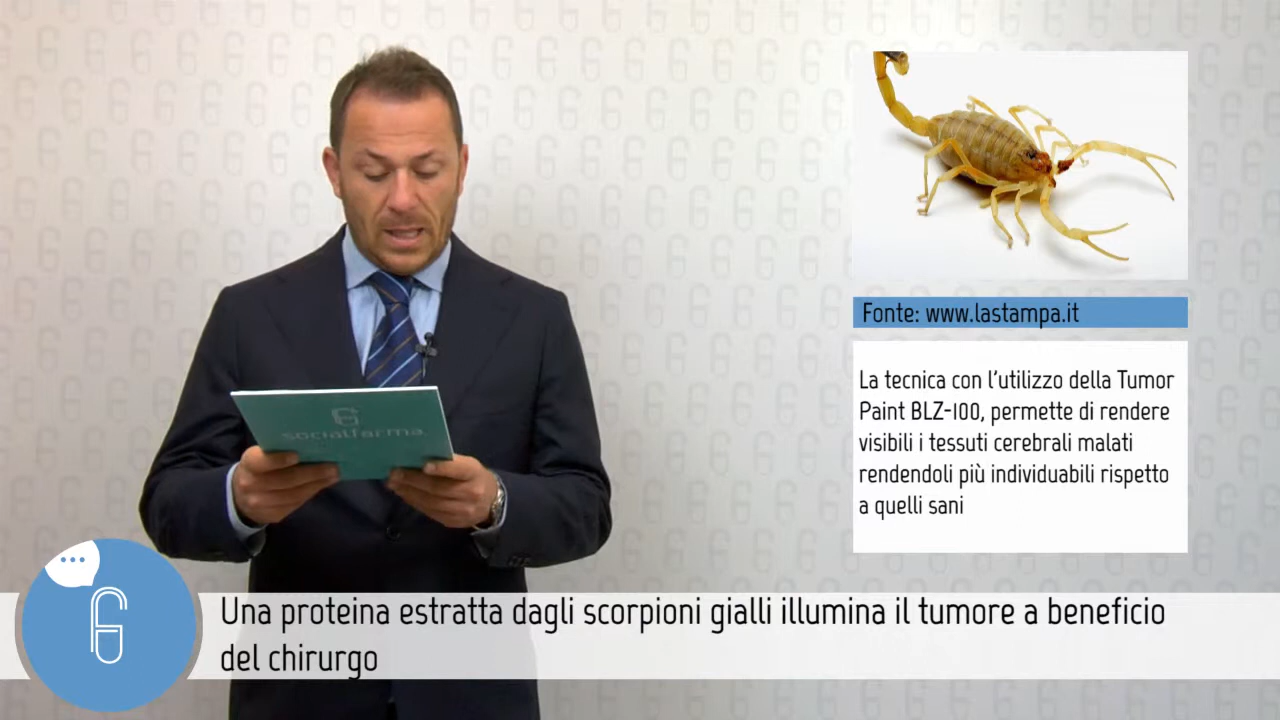 Fonte: www.lastampa.it
La tecnica con l'utilizzo della Tumor
Paint BLZ-100, permette di rendere
visibili i tessuti cerebrali malati
rendendoli più individuabili rispetto
a quelli sani
socialfarma
Una proteina estratta dagli scorpioni gialli illumina il tumore a beneficio
del chirurgo